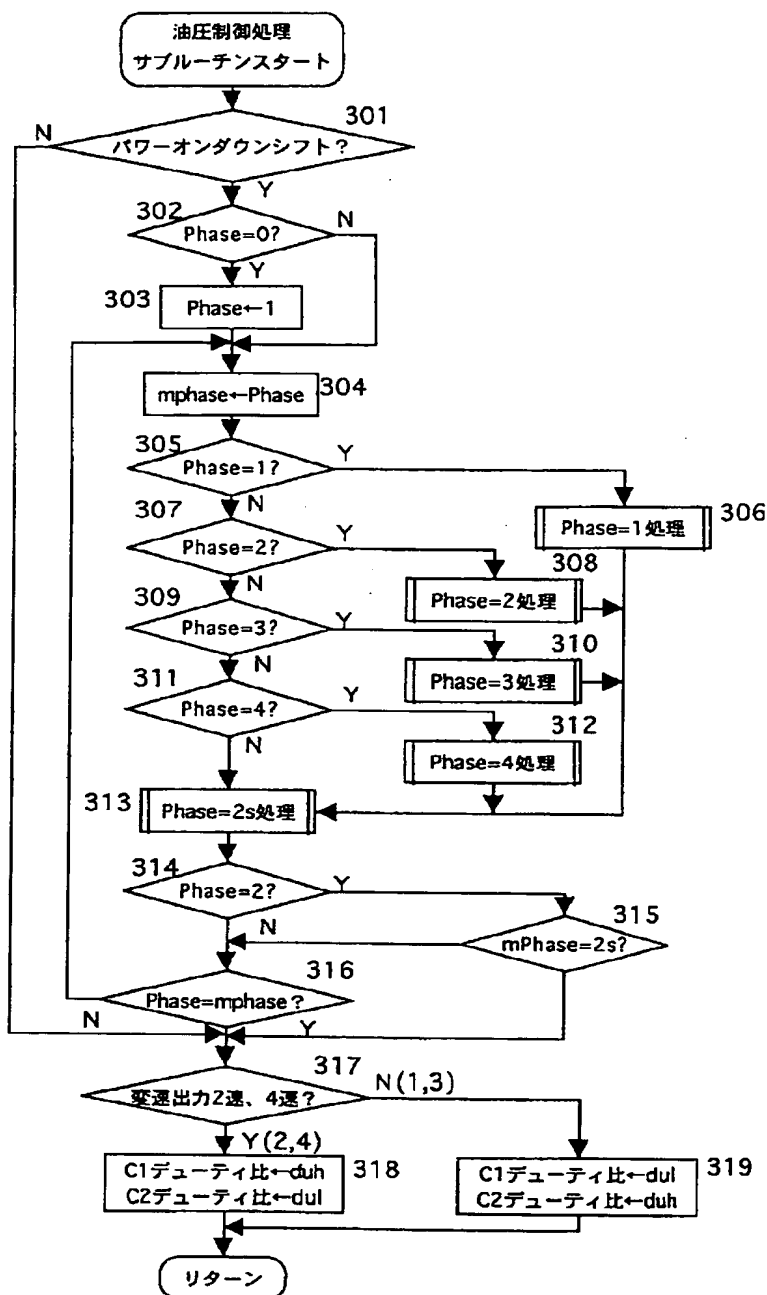 油圧制御処理
サブルーチンスタート
301
N
パワーオンダウンシフト?
Y
302
N
Phase=0?
Y
303
Phase←1
mphase←Phase
304
305
Y
Phase=1?
N
307
Y
Phase=1処理
306
Phase=2?
308
N
Phase=2処理
309
Y
Phase=3?
310
N
Phase=3処理
311
Y
Phase=4?
312
N
Phase=4処理
313
Phase=2s処理
314
Y
Phase=2?
315
N
mPhase=2s?
316
Phase=mphase?
N
Y
317
N(1,3)
変速出力2速、4速?
Y(2,4)
318
C1デューティ比←duh
C2デューティ比←dul
319
C1デューティ比←dul
C2デューティ比←duh
リターン